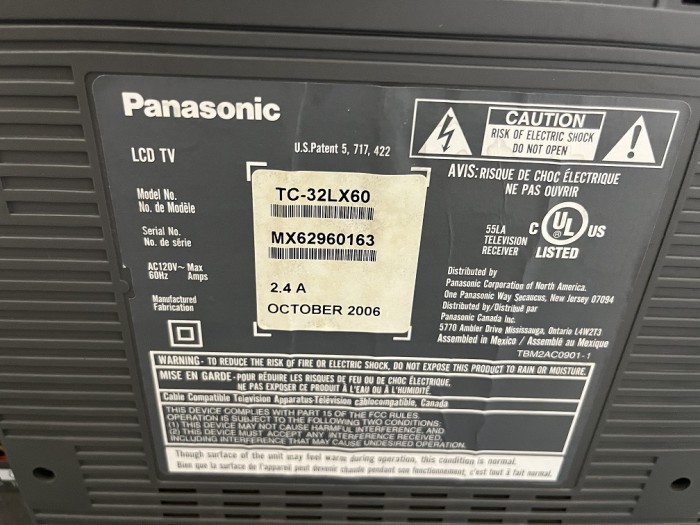 Panasonic
CAUTION
RISK OF ELECTRIC SHOCK
DO NOT OPEN
LCD TV
U.S.Patent 5, 717, 422
AVIS: RISQUE DE CHOC ÉLECTRIQUE
NE PAS OUVRIR
Model No.
No. de Modèle
TC-32LX60
Serial No.
No. de série
MX62960163
55LA
TELEVISION
RECEIVER
C UL US
LISTED
AC120V~ Max
60Hz Amps
2.4 A
Manufactured
Fabrication
OCTOBER 2006
Distributed by
Panasonic Corporation of North America.
One Panasonic Way Secaucus, New Jersey 07094
Distributed by/Distribué par
Panasonic Canada Inc.
5770 Ambler Drive Mississauga, Ontario L4W2T3
Assembled in Mexico / Assemblé au Mexique
TBM2AC0901-1
WARNING- TO REDUCE THE RISK OF FIRE OR ELECTRIC SHOCK, DO NOT EXPOSE THIS PRODUCT TO RAIN OR MOISTURE.
MISE EN GARDE-POUR RÉDUIRE LES RISQUES DE FEU OU DE CHOC ÉLECTRIQUE,
NE PAS EXPOSER CE PRODUIT À L'EAU OU À L'HUMIDITÉ.
Cable Compatible Television Apparatus-Télévision câblocompatible, Canada
THIS DEVICE COMPLIES WITH PART 15 OF THE FCC RULES.
OPERATION IS SUBJECT TO THE FOLLOWING TWO CONDITIONS:
(1) THIS DEVICE MAY NOT CAUSE HARMFUL INTERFERENCE, AND
(2) THIS DEVICE MUST ACCEPT ANY INTERFERENCE RECEIVED,
INCLUDING INTERFERENCE THAT MAY CAUSE UNDESIRED OPERATION.
Though surface of the unit may feel warm during operation, this condition is normal.
Bien que la surface de l'appareil peut devenir chaude pendant son fonctionnement, c'est tout à fait normal.